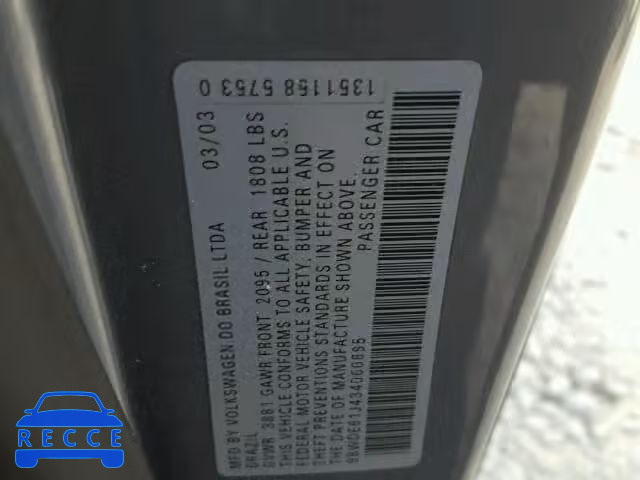 1351158 5753 0
MFD BY VOLKSWAGEN DO BRASIL LTDA 03/03
BRAZIL
GVWR 3881 GAWR FRONT 2095 / REAR 1808 LBS
THIS VEHICLE CONFORMS TO ALL APPLICABLE U.S.
FEDERAL MOTOR VEHICLE SAFETY, BUMPER AND
THEFT PREVENTIONS STANDARDS IN EFFECT ON
DATE OF MANUFACTURE SHOWN ABOVE.
PASSENGER CAR